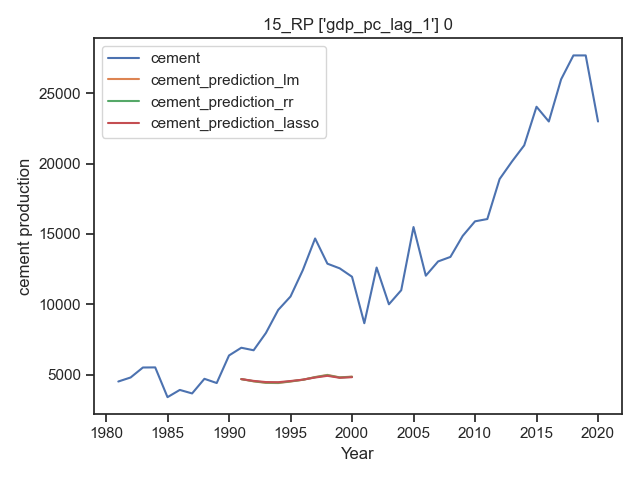 15_RP ['gdp_pc_lag_1'] 0
cement
cement_prediction_lm
cement_prediction_rr
cement_prediction_lasso
25000
20000
15000
10000
5000
cement production
1980 1985 1990 1995 2000 2005 2010 2015 2020
Year